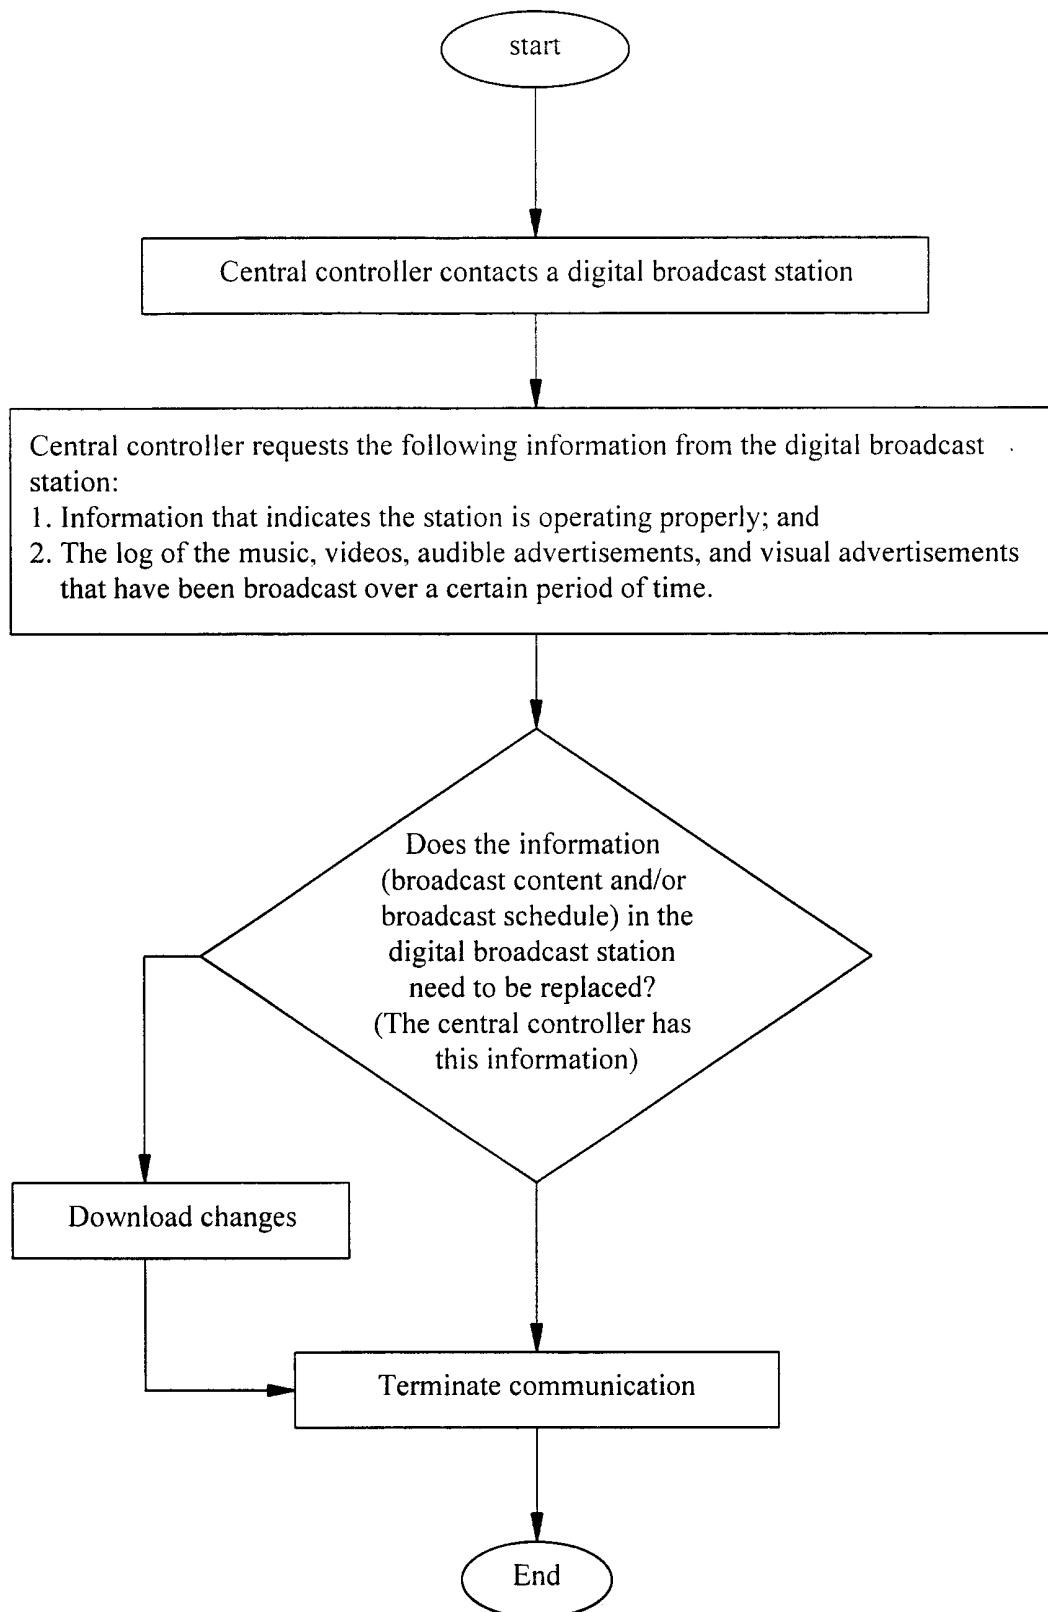 start
Central controller contacts a digital broadcast station
Central controller requests the following information from the digital broadcast
station:
1. Information that indicates the station is operating properly; and
2. The log of the music, videos, audible advertisements, and visual advertisements
that have been broadcast over a certain period of time.
Does the information
(broadcast content and/or
broadcast schedule) in the
digital broadcast station
need to be replaced?
(The central controller has
this information)
Download changes
Terminate communication
End